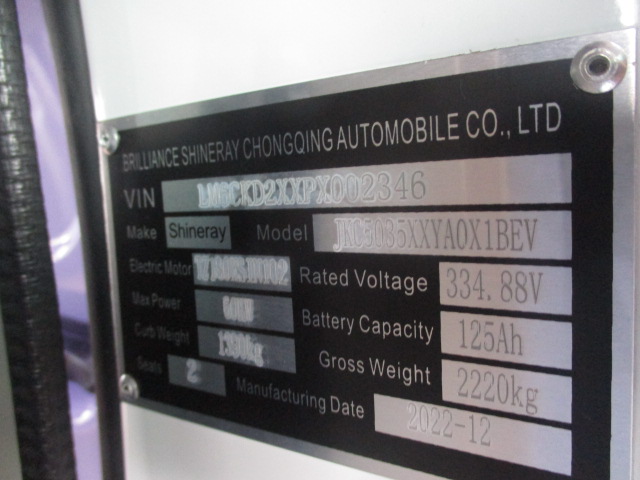 BRILLIANCE SHINERAY CHONGQING AUTOMOBILE CO., LTD
VIN
Make Shineray Model JKC5035XXYA0X1BEV
Electric Motor Rated Voltage 334.88V
Max Power Battery Capacity 125Ah
Curb Weight Gross Weight 2220kg
Seats 2 Manufacturing Date 2022-12